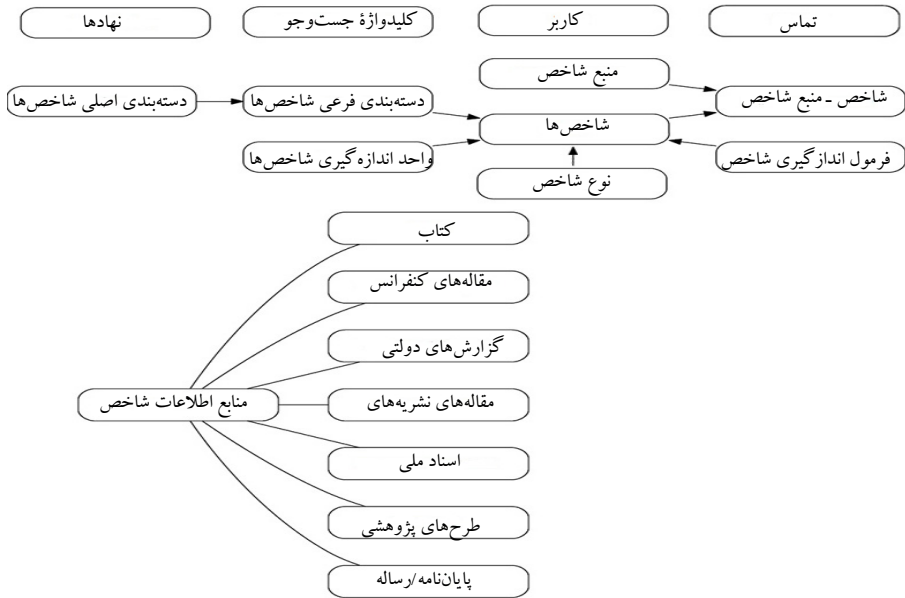 تماس
کاربر
کلیدواژۀ جست‌وجو
نهادها
منبع شاخص
شاخص ـ منبع شاخص
دسته‌بندی فرعی شاخص‌ها
دسته‌بندی اصلی شاخص‌ها
شاخص‌ها
فرمول اندازگیری شاخص
واحد اندازه‌گیری شاخص‌ها
نوع شاخص
کتاب
مقاله‌های کنفرانس
گزارش‌های دولتی
مقاله‌های نشریه‌های
منابع اطلاعات شاخص
اسناد ملی
طرح‌های پژوهشی
پایان‌نامه/رساله